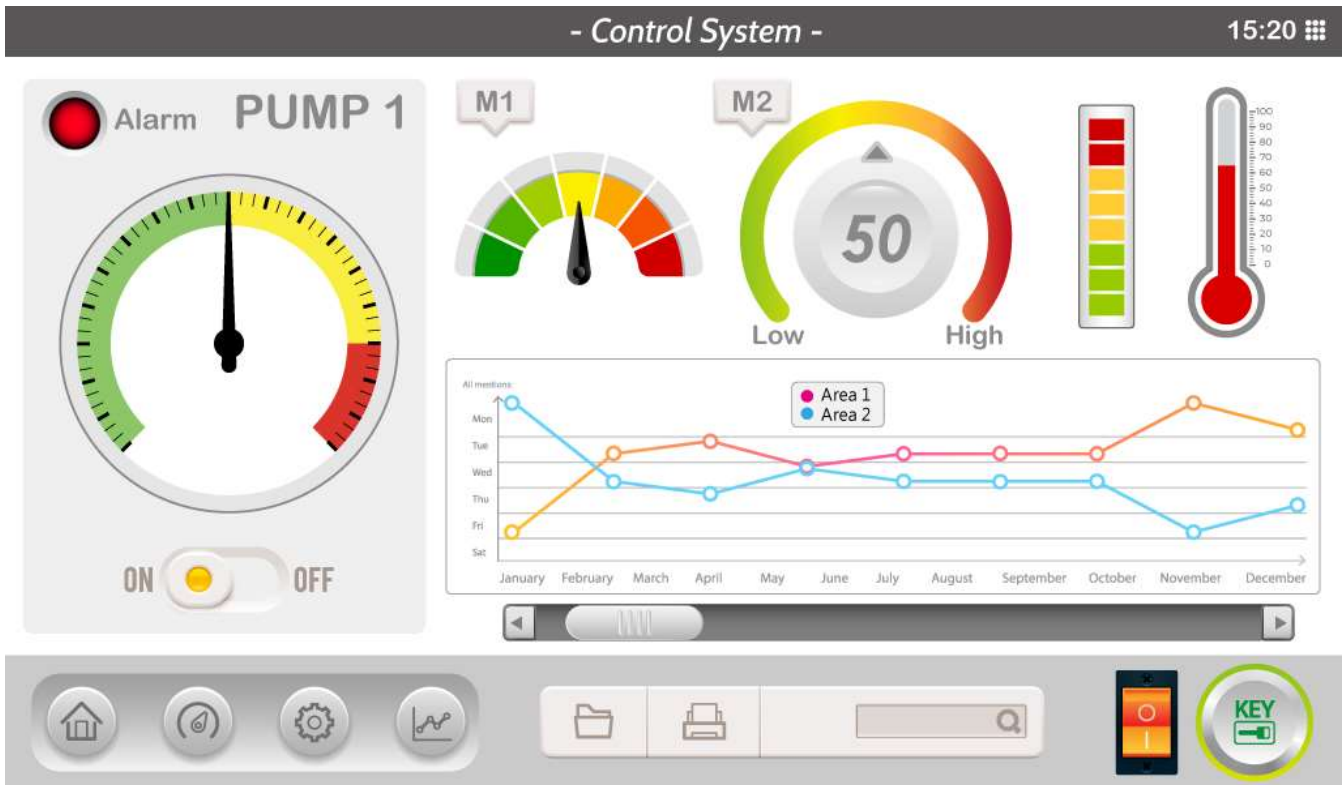 - Control System -
15:20
Alarm
PUMP 1
ON
OFF
M1
M2
50
Low
High
100
90
80
70
60
50
40
30
20
10
0
All mentions
Area 1
Area 2
Mon
Tue
Wed
Thu
Fri
Sat
January February March April May June July August September October November December
KEY